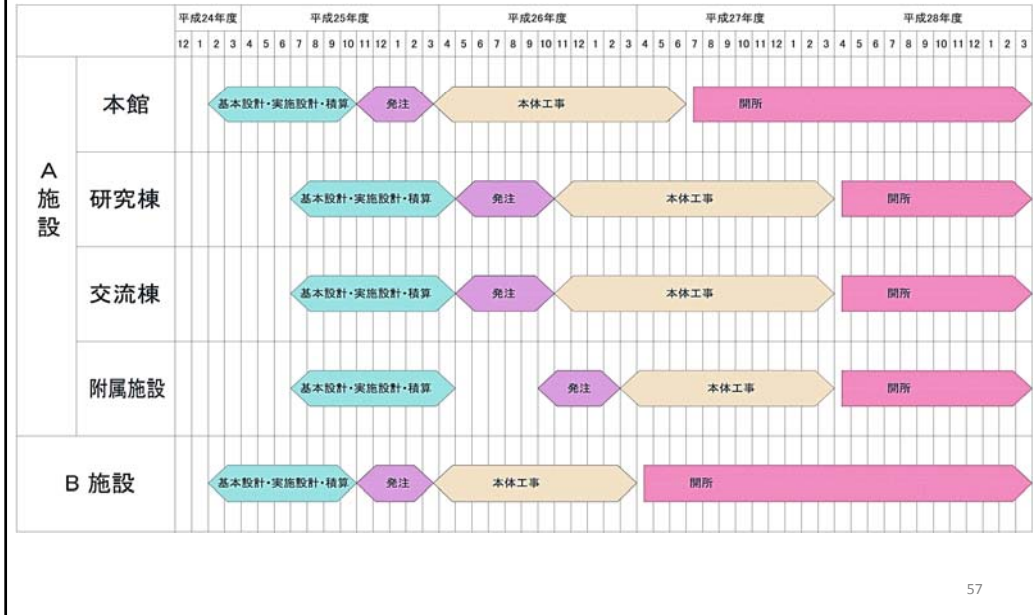 平成24年度 平成25年度 平成26年度 平成27年度 平成28年度
12 1 2 3 4 5 6 7 8 9 10 11 12 1 2 3 4 5 6 7 8 9 10 11 12 1 2 3 4 5 6 7 8 9 10 11 12 1 2 3 4 5 6 7 8 9 10 11 12 1 2 3
A施設
本館 基本設計・実施設計・積算 発注 本体工事 開所
研究棟 基本設計・実施設計・積算 発注 本体工事 開所
交流棟 基本設計・実施設計・積算 発注 本体工事 開所
附属施設 基本設計・実施設計・積算 発注 本体工事 開所
B 施設 基本設計・実施設計・積算 発注 本体工事 開所
57